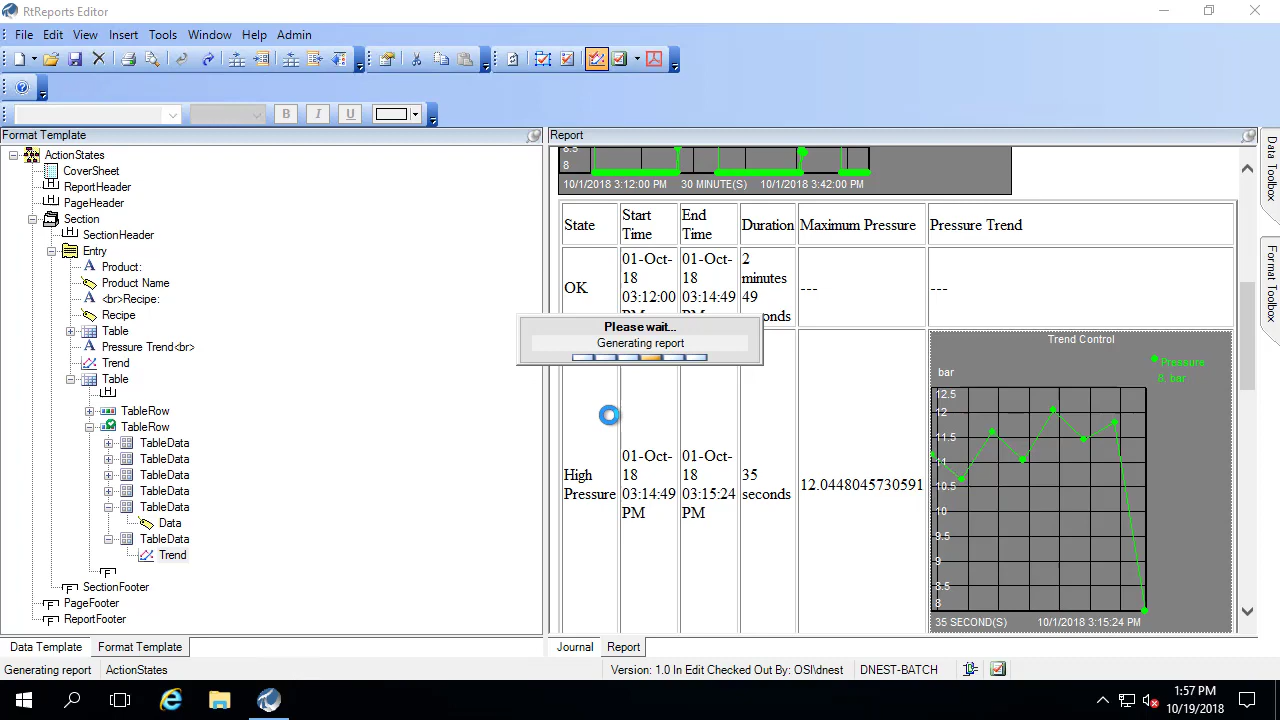 RtReports Editor
File Edit View Insert Tools Window Help Admin
B I U
Format Template
Report
ActionStates
CoverSheet
ReportHeader
PageHeader
Section
SectionHeader
Entry
Product:
Product Name
<br>Recipe:
Recipe
Table
Pressure Trend<br>
Trend
Table
TableRow
TableRow
TableData
TableData
TableData
TableData
TableData
Data
TableData
Trend
SectionFooter
PageFooter
ReportFooter
8.5
8
10/1/2018 3:12:00 PM 30 MINUTE(S) 10/1/2018 3:42:00 PM
State
Start
Time
End
Time
Duration
Maximum Pressure
Pressure Trend
OK
01-Oct-
18
03:12:00
01-Oct-
18
03:14:49
2
minutes
49
---
---
Please wait...
Generating report
High
Pressure
01-Oct-
18
03:14:49
PM
01-Oct-
18
03:15:24
PM
35
seconds
12.0448045730591
Trend Control
bar
Pressure
8, bar
12.5
12
11.5
11
10.5
10
9.5
9
8.5
8
35 SECOND(S) 10/1/2018 3:15:24 PM
Data Toolbox
Format Toolbox
Data Template Format Template
Journal Report
Generating report ActionStates
Version: 1.0 In Edit Checked Out By: OSI\dnest DNEST-BATCH
1:57 PM
10/19/2018